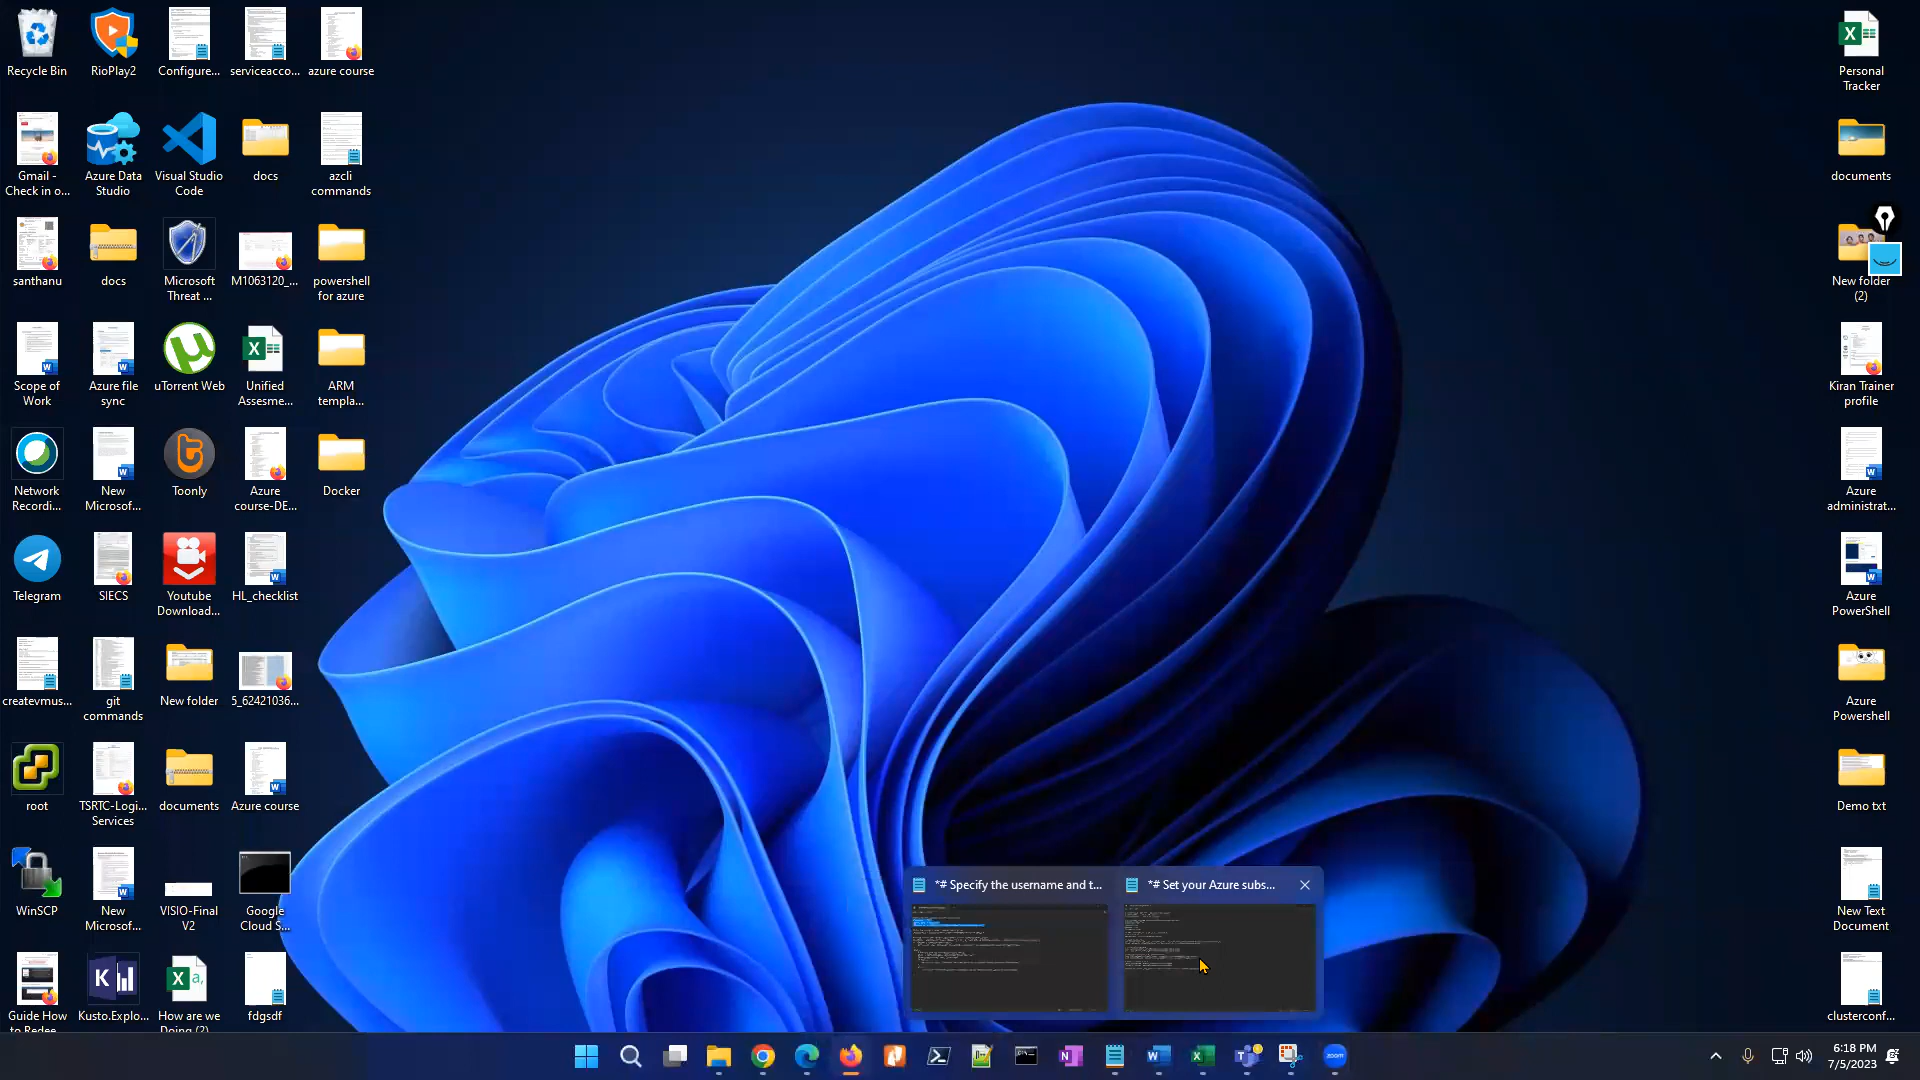 Recycle Bin
RioPlay2
Configure...
serviceacco...
azure course
Gmail -
Check in o...
Azure Data
Studio
Visual Studio
Code
docs
azcli
commands
santhanu
docs
Microsoft
Threat ...
M1063120_...
powershell
for azure
Scope of
Work
Azure file
sync
uTorrent Web
Unified
Assesme...
ARM
templa...
Network
Recordi...
New
Microsof...
Toonly
Azure
course-DE...
Docker
Telegram
SIECS
Youtube
Download...
HL_checklist
createvmus...
git
commands
New folder
5_62421036...
root
TSRTC-Logi...
Services
documents
Azure course
WinSCP
New
Microsof...
VISIO-Final
V2
Google
Cloud S...
Guide How
to Redee...
Kusto.Explo...
How are we
Doing (2)
fdgsdf
Personal
Tracker
documents
New folder
(2)
Kiran Trainer
profile
Azure
administrat...
Azure
PowerShell
Azure
Powershell
Demo txt
New Text
Document
clusterconf...
*# Specify the username and t...
*# Set your Azure subs...
zoom
6:18 PM
7/5/2023